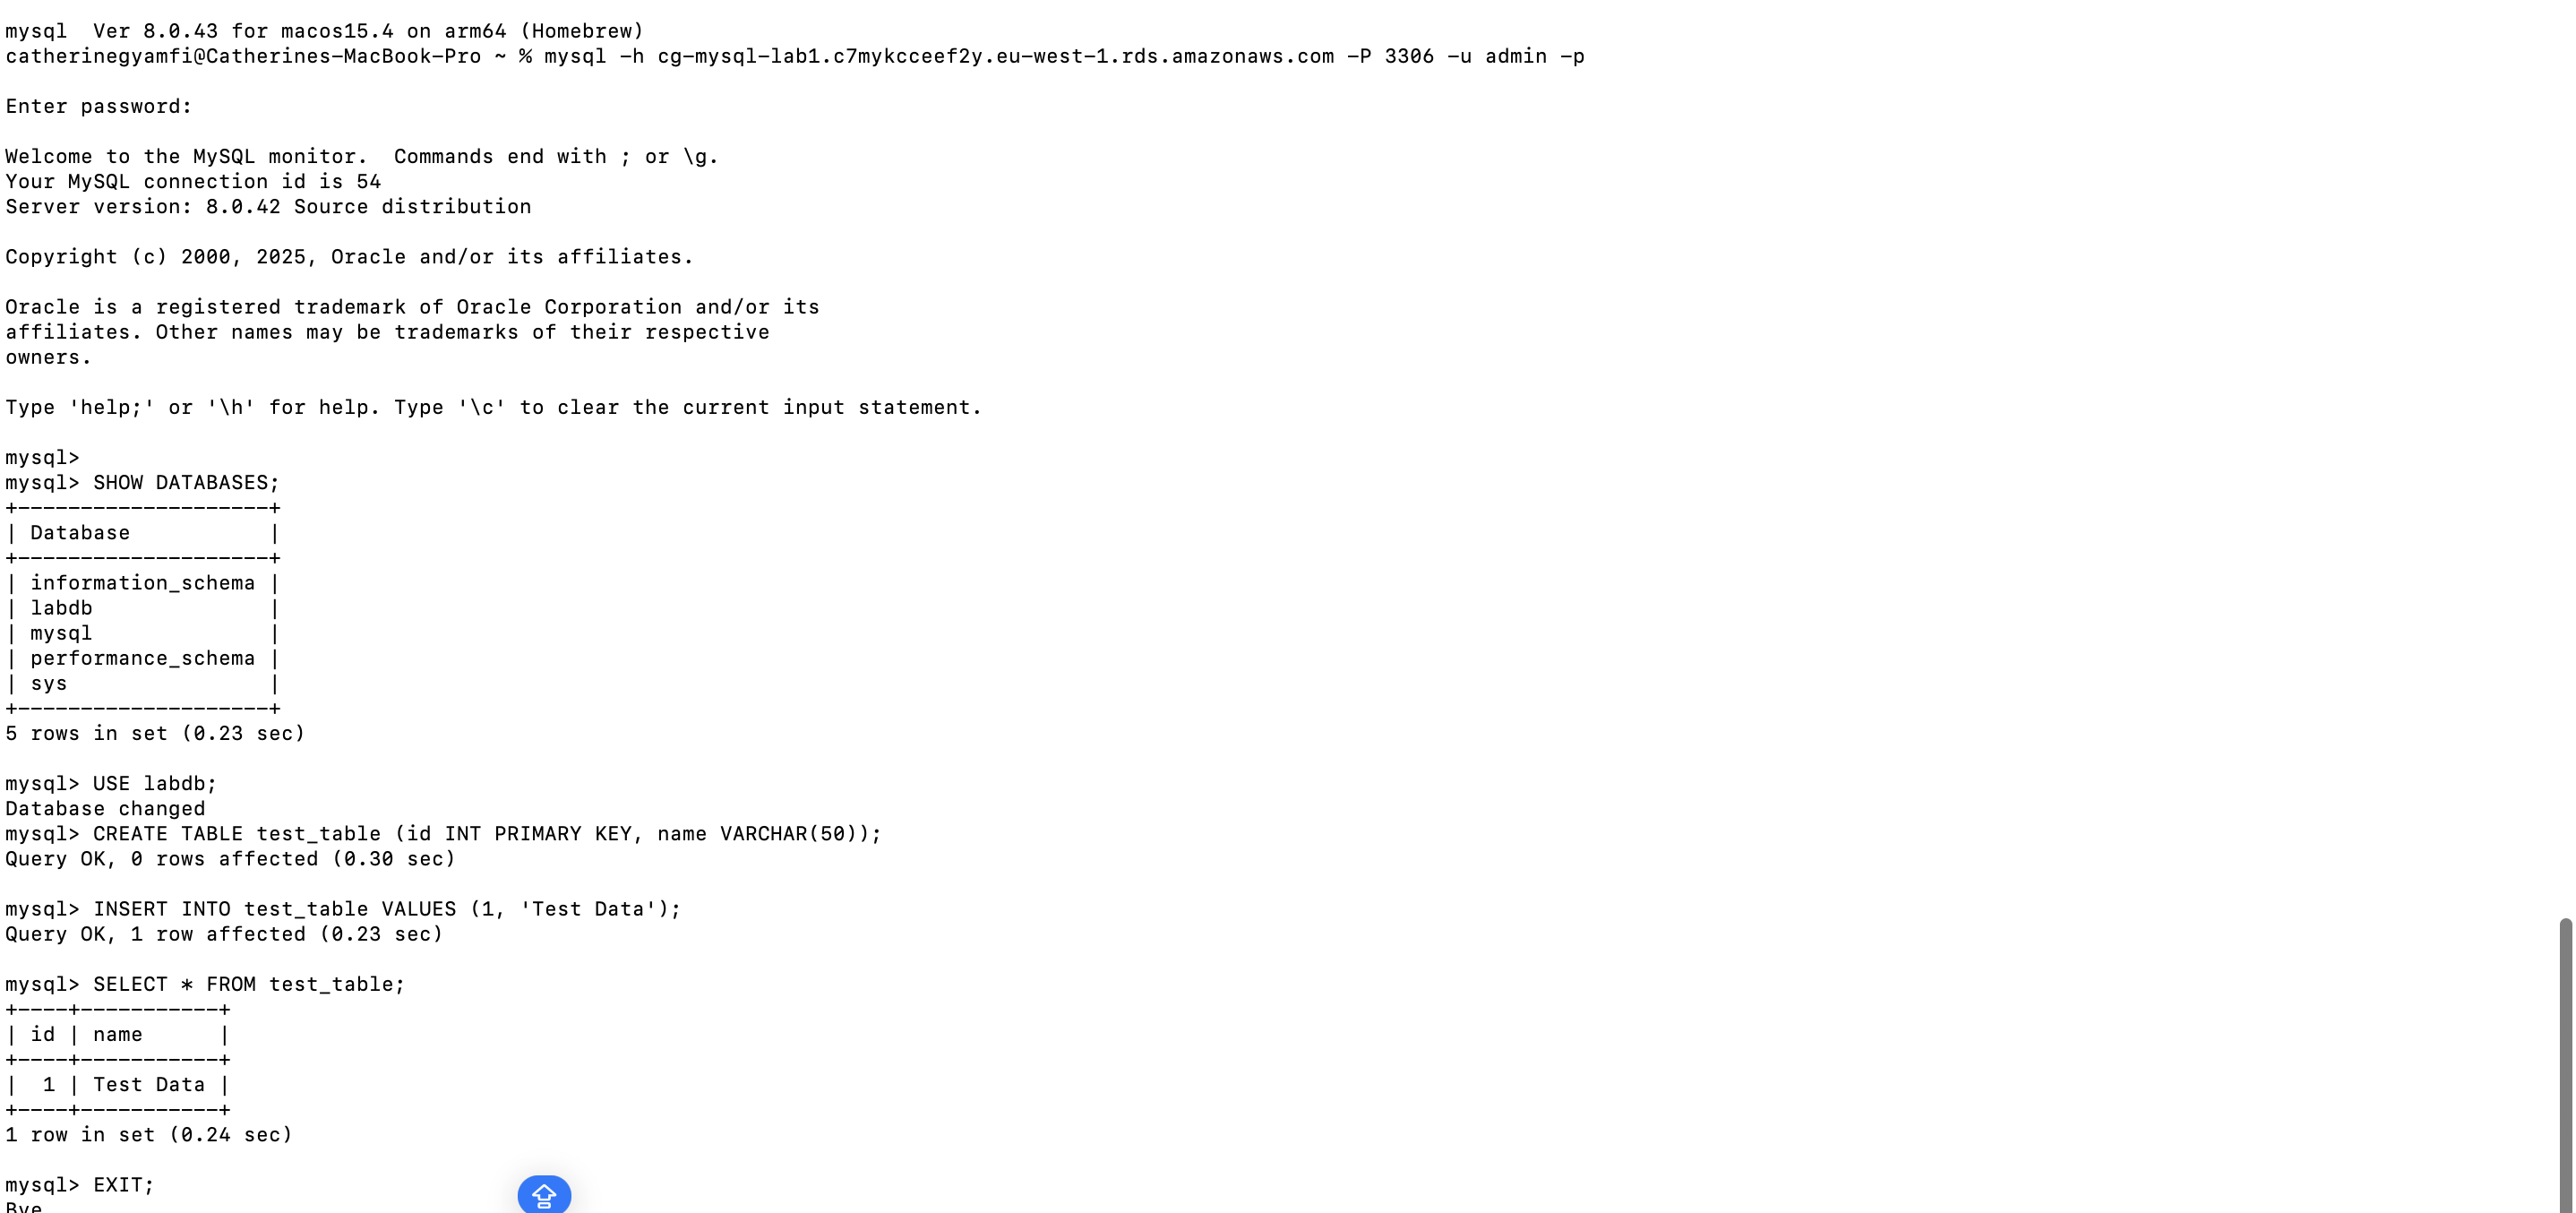 mysql  Ver 8.0.43 for macos15.4 on arm64 (Homebrew)
catherinegyamfi@Catherines-MacBook-Pro ~ % mysql -h cg-mysql-lab1.c7mykcceef2y.eu-west-1.rds.amazonaws.com -P 3306 -u admin -p
Enter password:
Welcome to the MySQL monitor.  Commands end with ; or \g.
Your MySQL connection id is 54
Server version: 8.0.42 Source distribution
Copyright (c) 2000, 2025, Oracle and/or its affiliates.
Oracle is a registered trademark of Oracle Corporation and/or its
affiliates. Other names may be trademarks of their respective
owners.
Type 'help;' or '\h' for help. Type '\c' to clear the current input statement.
mysql>
mysql> SHOW DATABASES;
+--------------------+
| Database           |
+--------------------+
| information_schema |
| labdb              |
| mysql              |
| performance_schema |
| sys                |
+--------------------+
5 rows in set (0.23 sec)
mysql> USE labdb;
Database changed
mysql> CREATE TABLE test_table (id INT PRIMARY KEY, name VARCHAR(50));
Query OK, 0 rows affected (0.30 sec)
mysql> INSERT INTO test_table VALUES (1, 'Test Data');
Query OK, 1 row affected (0.23 sec)
mysql> SELECT * FROM test_table;
+----+-----------+
| id | name      |
+----+-----------+
|  1 | Test Data |
+----+-----------+
1 row in set (0.24 sec)
mysql> EXIT;
Bye